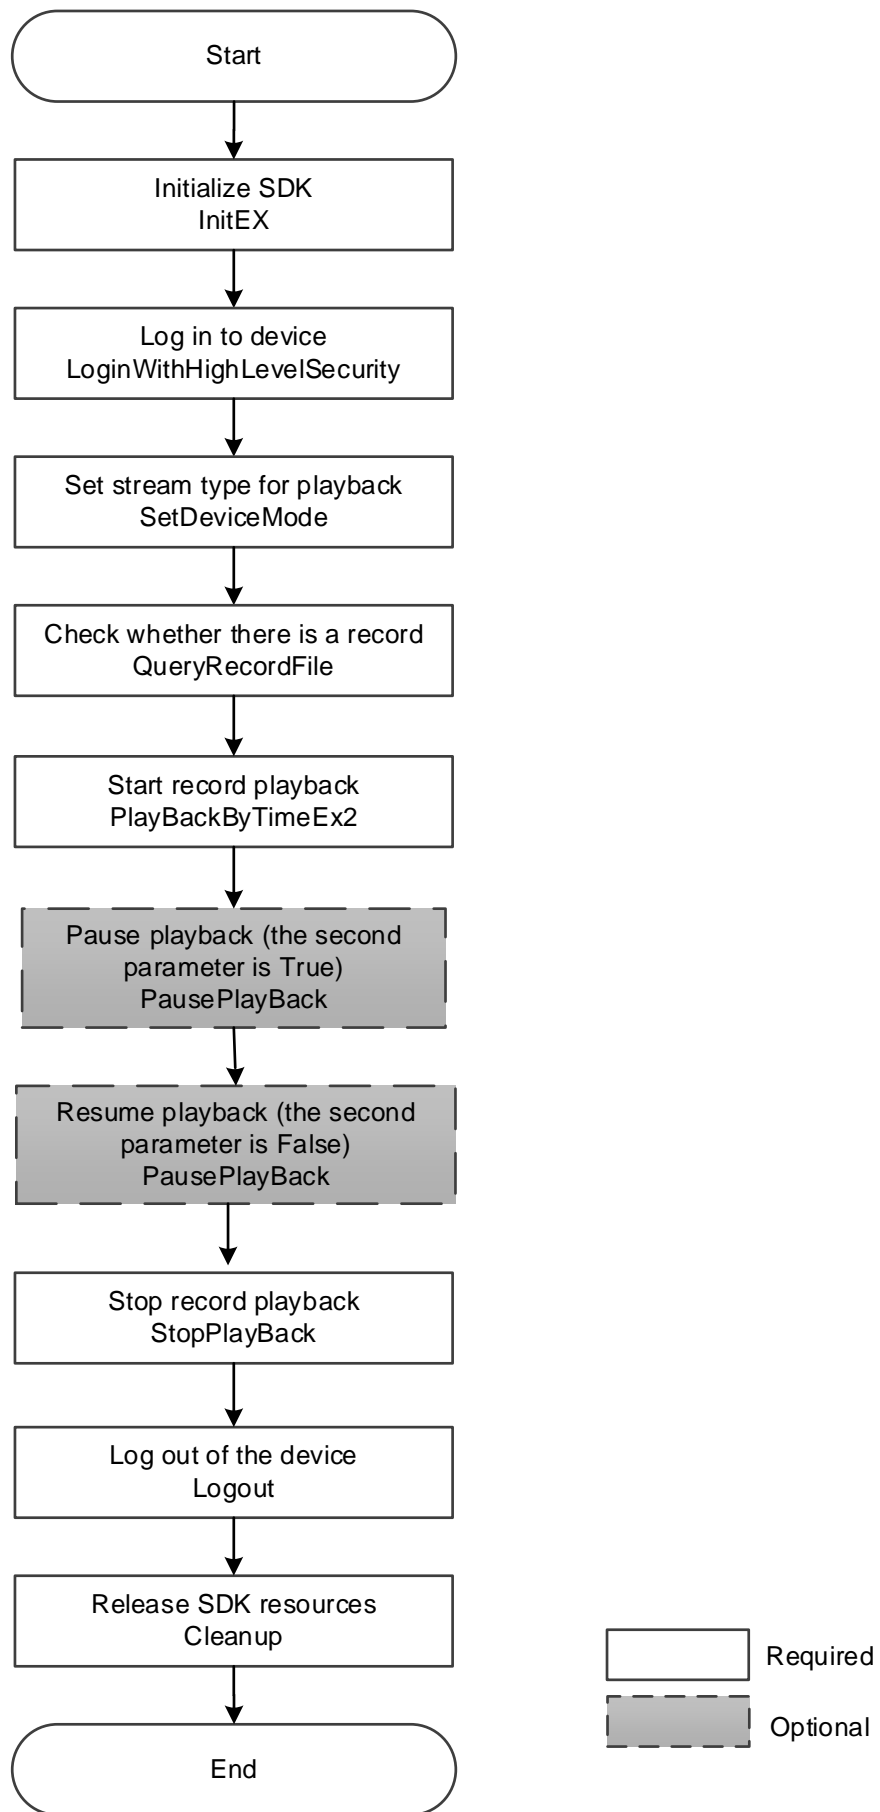 Start
Initialize SDK
InitEX
Log in to device
LoginWithHighLevelSecurity
Set stream type for playback
SetDeviceMode
Check whether there is a record
QueryRecordFile
Start record playback
PlayBackByTimeEx2
Pause playback (the second
parameter is True)
PausePlayBack
Resume playback (the second
parameter is False)
PausePlayBack
Stop record playback
StopPlayBack
Log out of the device
Logout
Release SDK resources
Cleanup
End
Required
Optional